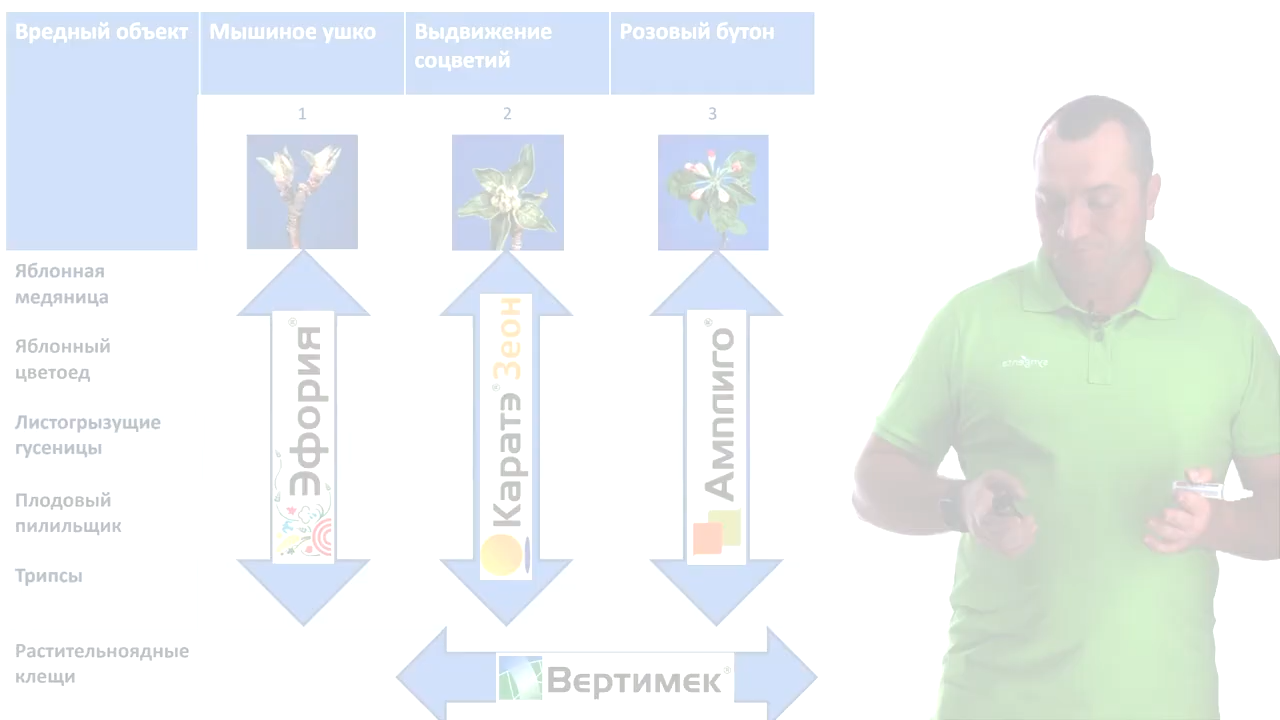 Вредный объект
Мышиное ушко
Выдвижение
соцветий
Розовый бутон
1
2
3
Яблонная
медяница
Яблонный
цветоед
Листогрызущие
гусеницы
Плодовый
пилильщик
Трипсы
Растительноядные
клещи
Эфория®
Каратэ® Зеон
Амплиго®
Вертимек®